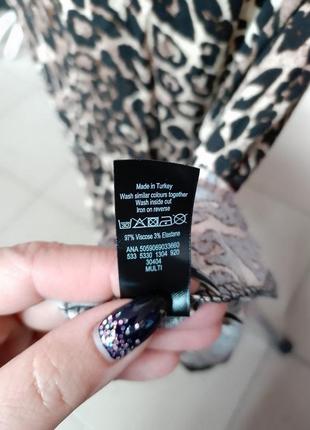 Made in Turkey
Wash similar colours together
Wash inside out
Iron on reverse
97% Viscose 3% Elastane
ANA 5059069033660
533 5330 1304 920
30404
MULTI